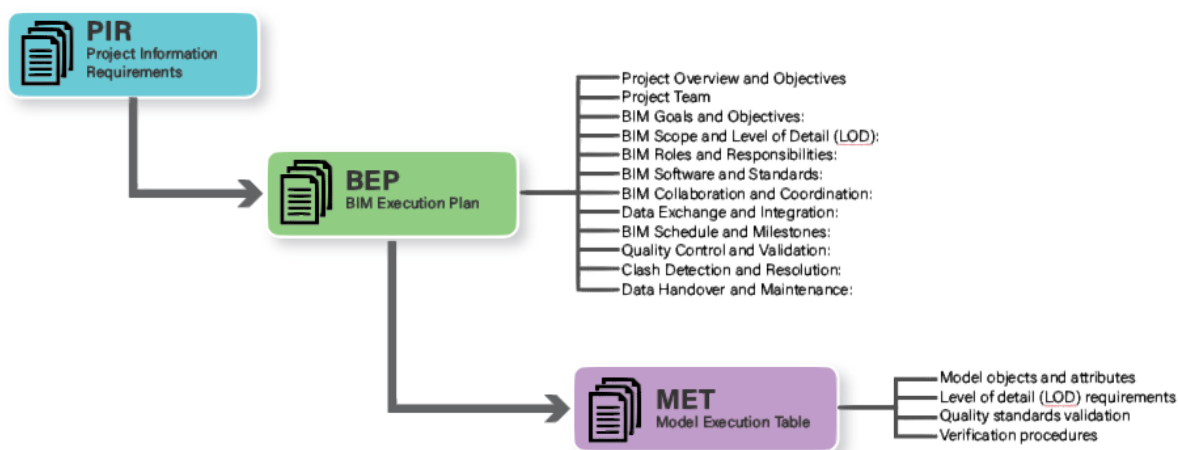 PIR
Project Information
Requirements
BEP
BIM Execution Plan
Project Overview and Objectives
Project Team
BIM Goals and Objectives:
BIM Scope and Level of Detail (LOD):
BIM Roles and Responsibilities:
BIM Software and Standards:
BIM Collaboration and Coordination:
Data Exchange and Integration:
BIM Schedule and Milestones:
Quality Control and Validation:
Clash Detection and Resolution:
Data Handover and Maintenance:
MET
Model Execution Table
Model objects and attributes
Level of detail (LOD) requirements
Quality standards validation
Verification procedures